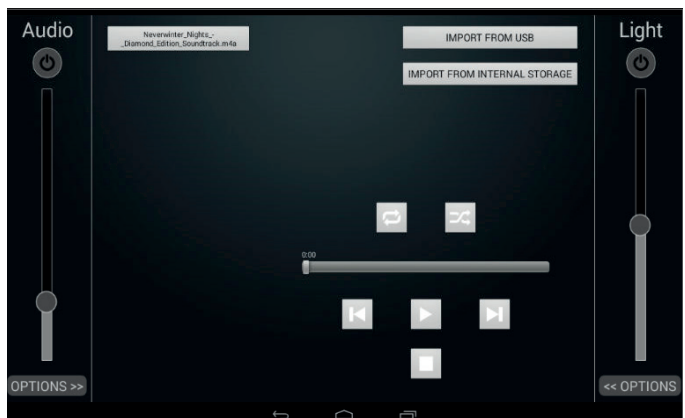 Audio
Neverwinter_Nights_-
_Diamond_Edition_Soundtrack.m4a
IMPORT FROM USB
Light
IMPORT FROM INTERNAL STORAGE
0:00
OPTIONS >>
<< OPTIONS